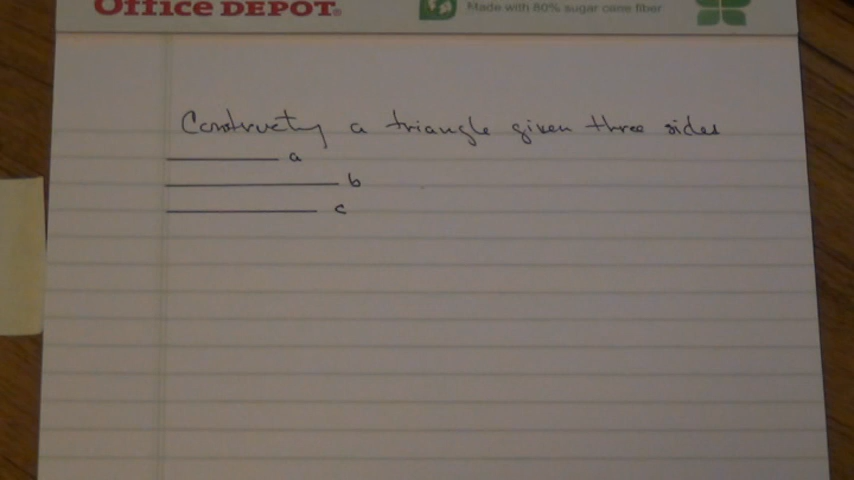 Office DEPOT®
Made with 80% sugar cane fiber
Constructing a triangle given three sides
a
b
c